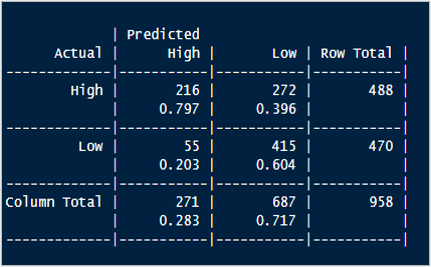 | Predicted
Actual | High | Low | Row Total |
-------------|-----------|-----------|-----------|
High | 216 | 272 | 488 |
| 0.797 | 0.396 | |
-------------|-----------|-----------|-----------|
Low | 55 | 415 | 470 |
| 0.203 | 0.604 | |
-------------|-----------|-----------|-----------|
Column Total | 271 | 687 | 958 |
| 0.283 | 0.717 | |
-------------|-----------|-----------|-----------|